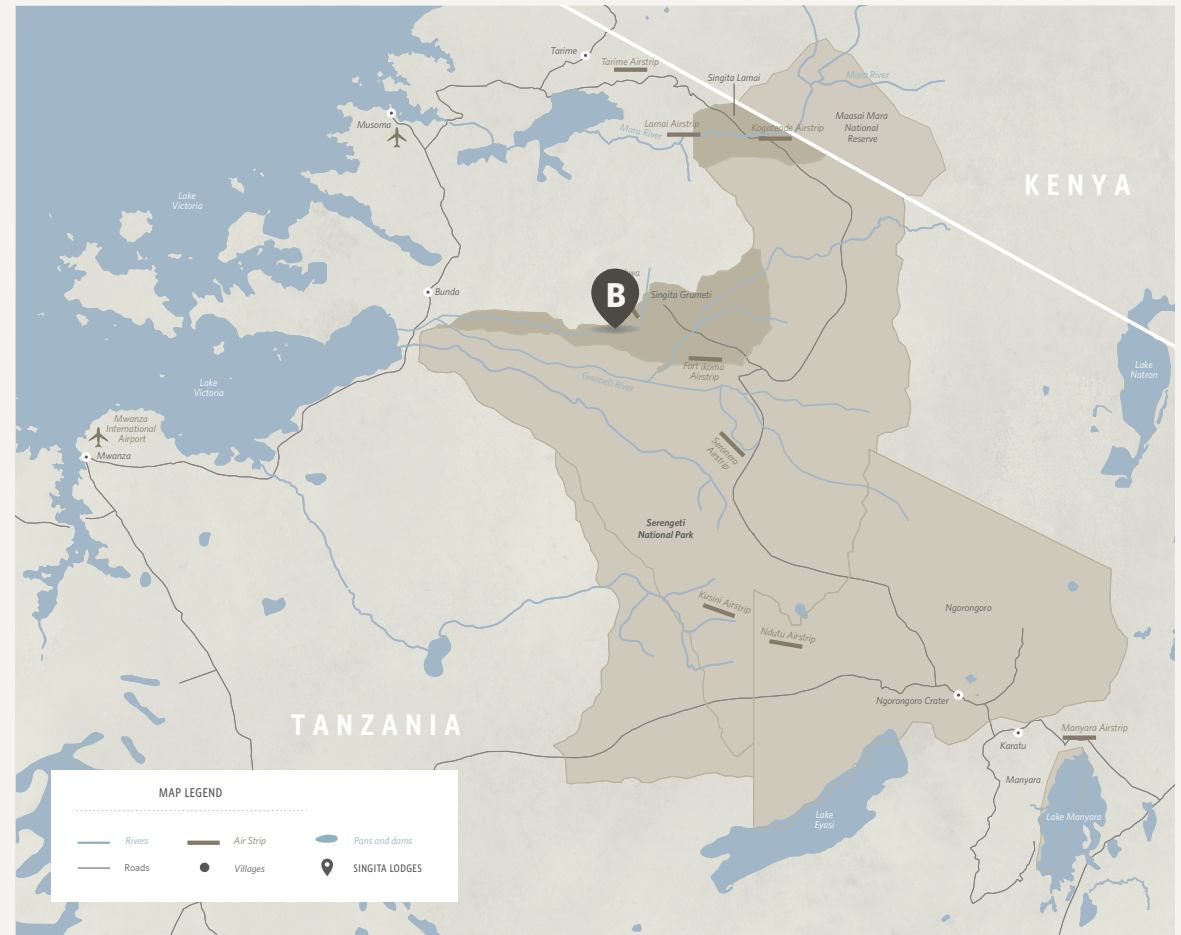 Tarime
Tarime Airstrip
Singita Lamai
Mara River
Musoma
Mara River
Lamai Airstrip
Kogatende Airstrip
Maasai Mara
National
Reserve
KENYA
Lake
Victoria
Bunda
B
Singita Grumeti
Fort Ikoma
Airstrip
Grumeti River
Lake
Victoria
Lake
Natron
Mwanza
International
Airport
Mwanza
Seronera
Airstrip
Serengeti
National Park
Kusini Airstrip
Ndutu Airstrip
Ngorongoro
Ngorongoro Crater
TANZANIA
Manyara Airstrip
Karatu
Manyara
Lake Manyara
Lake
Eyasi
MAP LEGEND
Rivers
Air Strip
Pans and dams
Roads
Villages
SINGITA LODGES